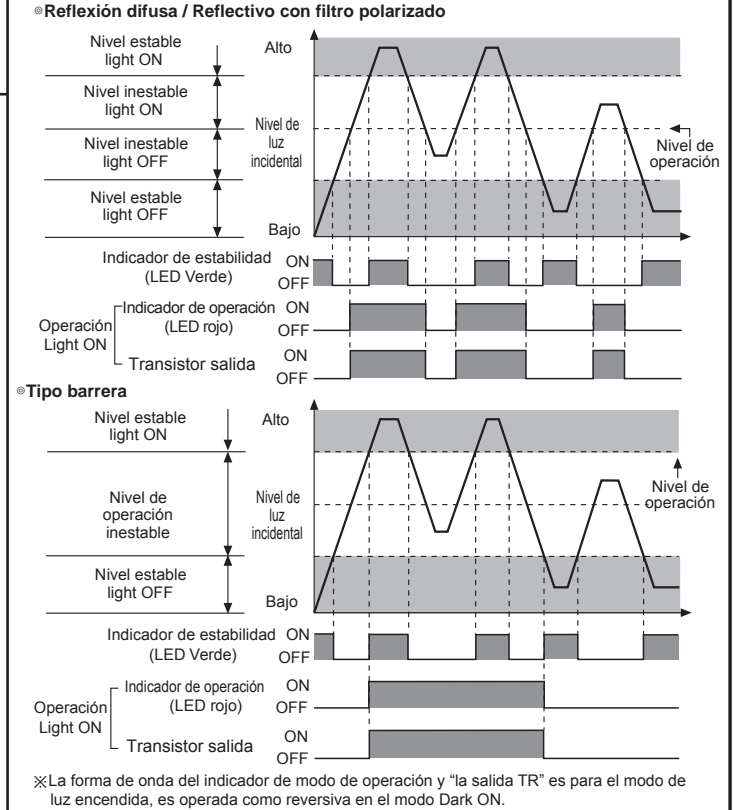 ◎Reflexión difusa / Reflectivo con filtro polarizado
Nivel estable
light ON
Nivel inestable
light ON
Nivel inestable
light OFF
Nivel estable
light OFF
Alto
Nivel de
luz
incidental
Bajo
Nivel de
operación
Indicador de estabilidad
(LED Verde)
ON
OFF
Operación
Light ON
Indicador de operación
(LED rojo)
ON
OFF
Transistor salida
ON
OFF
◎Tipo barrera
Nivel estable
light ON
Nivel de
operación
inestable
Nivel estable
light OFF
Alto
Nivel de
luz
incidental
Bajo
Nivel de
operación
Indicador de estabilidad
(LED Verde)
ON
OFF
Operación
Light ON
Indicador de operación
(LED rojo)
ON
OFF
Transistor salida
ON
OFF
※La forma de onda del indicador de modo de operación y “la salida TR” es para el modo de
luz encendida, es operada como reversiva en el modo Dark ON.